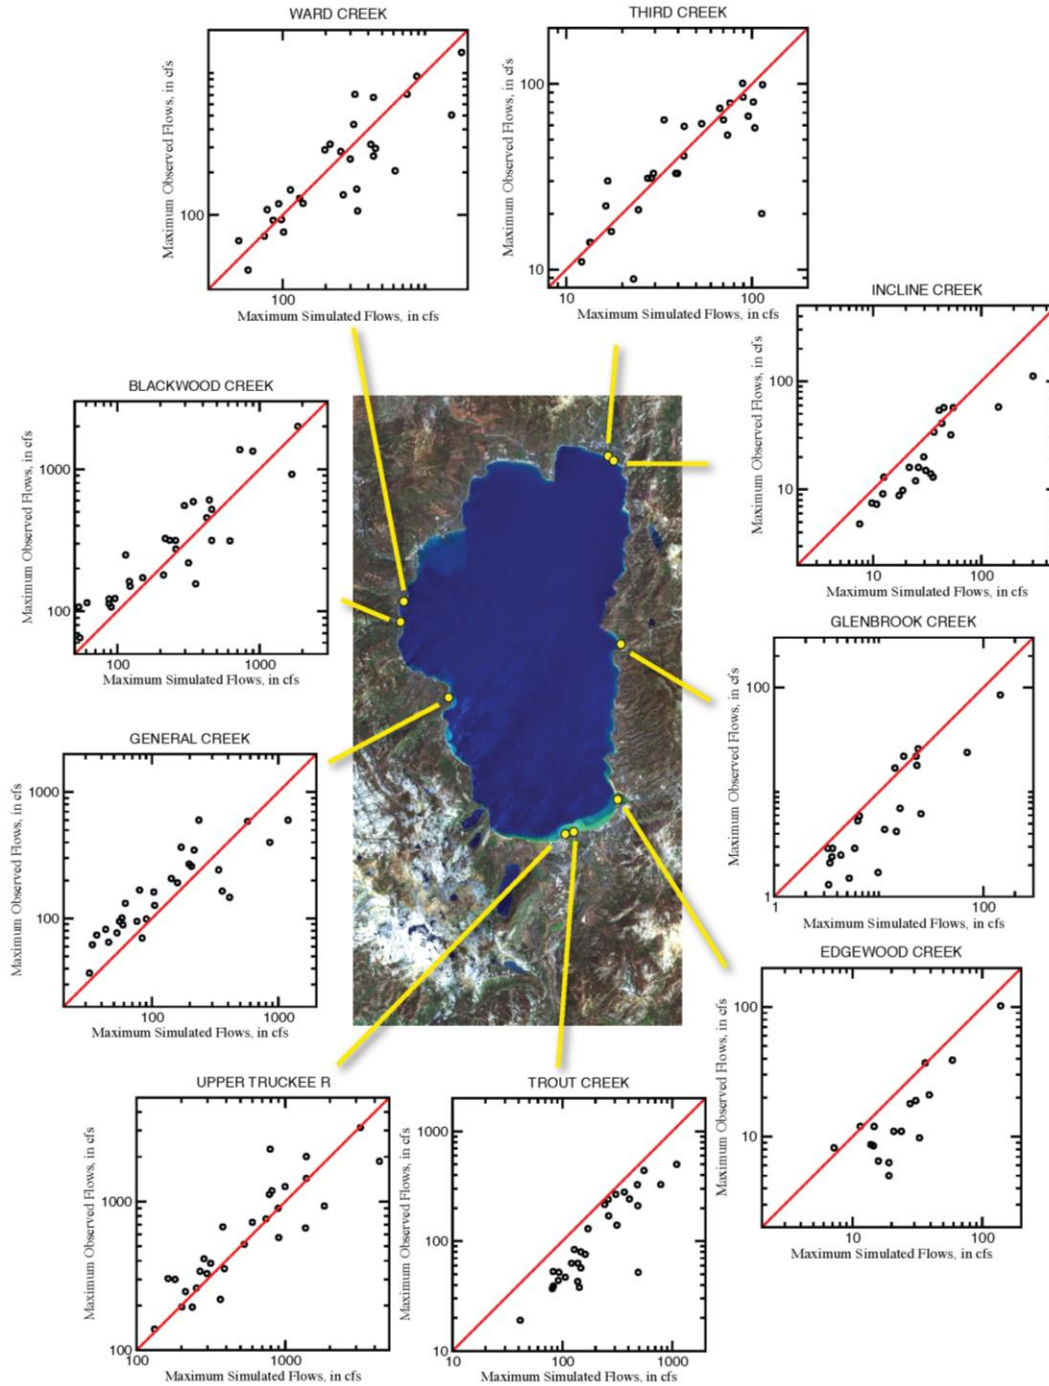 WARD CREEK
Maximum Observed Flows, in cfs
100
100
Maximum Simulated Flows, in cfs
THIRD CREEK
Maximum Observed Flows, in cfs
100
10
10
100
Maximum Simulated Flows, in cfs
INCLINE CREEK
Maximum Observed Flows, in cfs
100
10
10
100
Maximum Simulated Flows, in cfs
BLACKWOOD CREEK
Maximum Observed Flows, in cfs
1000
100
100
1000
Maximum Simulated Flows, in cfs
GLENBROOK CREEK
Maximum Observed Flows, in cfs
100
1
1
100
Maximum Simulated Flows, in cfs
GENERAL CREEK
Maximum Observed Flows, in cfs
1000
100
100
1000
Maximum Simulated Flows, in cfs
EDGEWOOD CREEK
Maximum Observed Flows, in cfs
100
10
10
100
Maximum Simulated Flows, in cfs
UPPER TRUCKEE R
Maximum Observed Flows, in cfs
1000
100
100
1000
Maximum Simulated Flows, in cfs
TROUT CREEK
Maximum Observed Flows, in cfs
1000
100
10
10
100
1000
Maximum Simulated Flows, in cfs